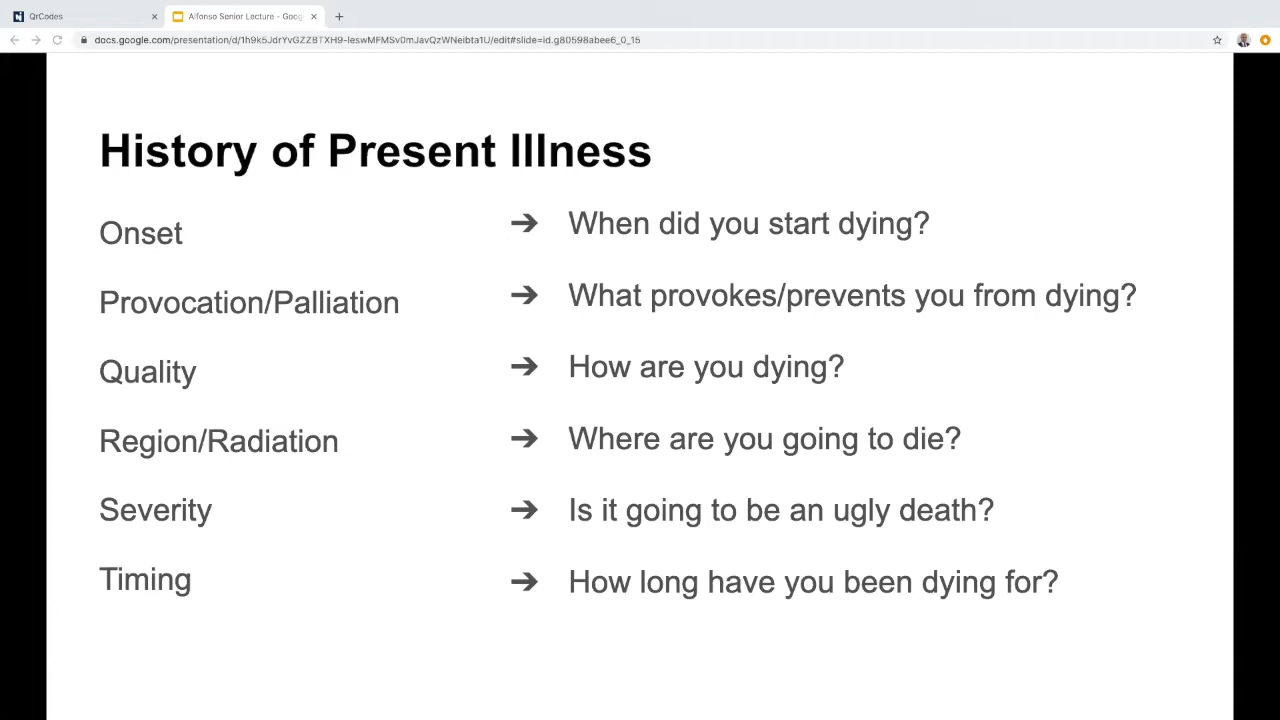 QrCodes
Alfonso Senior Lecture - Goog
docs.google.com/presentation/d/1h9k5JdrYvGZZBTXH9-IeswMFMSv0mJavQzWNeibta1U/edit#slide=id.g80598abee6_0_15
History of Present Illness
Onset
➔ When did you start dying?
Provocation/Palliation
➔ What provokes/prevents you from dying?
Quality
➔ How are you dying?
Region/Radiation
➔ Where are you going to die?
Severity
➔ Is it going to be an ugly death?
Timing
➔ How long have you been dying for?